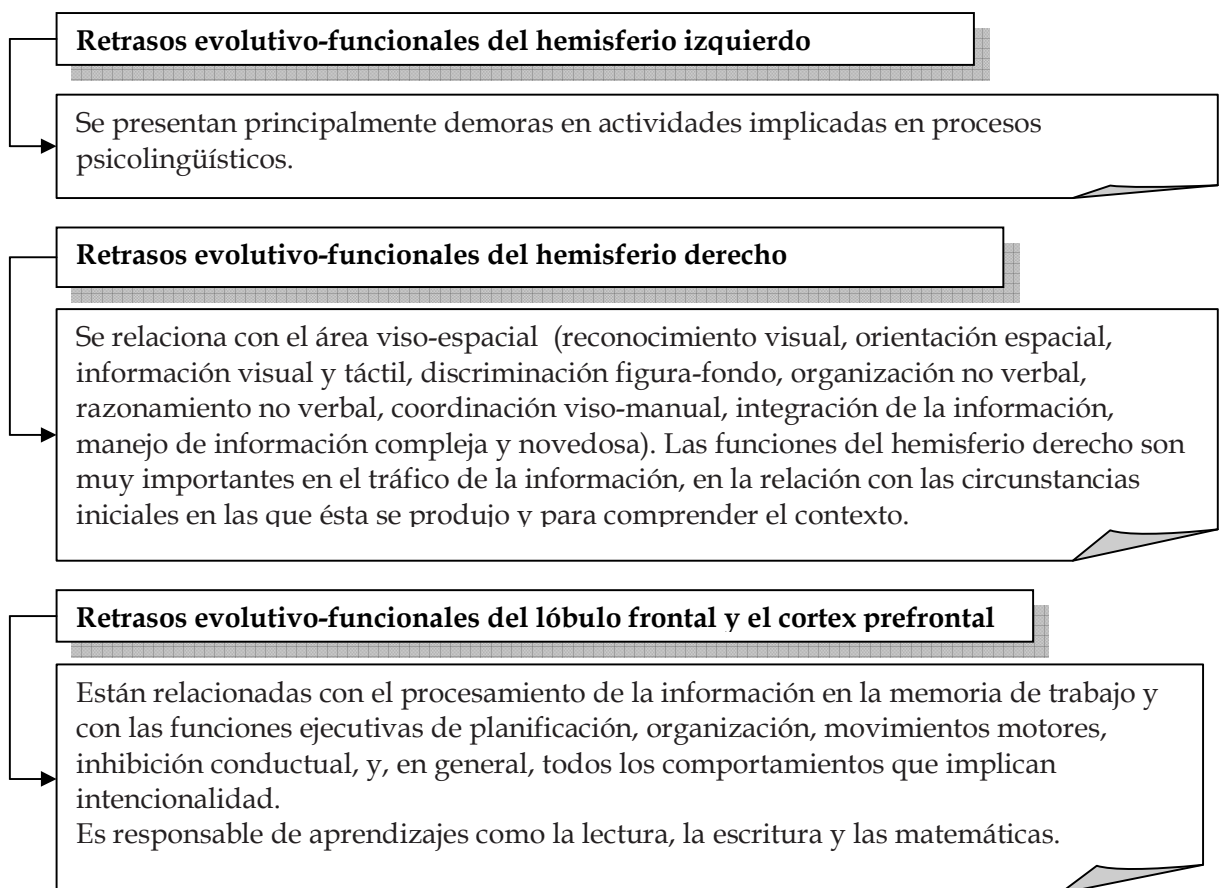 Retrasos evolutivo-funcionales del hemisferio izquierdo
Se presentan principalmente demoras en actividades implicadas en procesos
psicolingüísticos.
Retrasos evolutivo-funcionales del hemisferio derecho
Se relaciona con el área viso-espacial (reconocimiento visual, orientación espacial,
información visual y táctil, discriminación figura-fondo, organización no verbal,
razonamiento no verbal, coordinación viso-manual, integración de la información,
manejo de información compleja y novedosa). Las funciones del hemisferio derecho son
muy importantes en el tráfico de la información, en la relación con las circunstancias
iniciales en las que ésta se produjo y para comprender el contexto.
Retrasos evolutivo-funcionales del lóbulo frontal y el cortex prefrontal
Están relacionadas con el procesamiento de la información en la memoria de trabajo y
con las funciones ejecutivas de planificación, organización, movimientos motores,
inhibición conductual, y, en general, todos los comportamientos que implican
intencionalidad.
Es responsable de aprendizajes como la lectura, la escritura y las matemáticas.